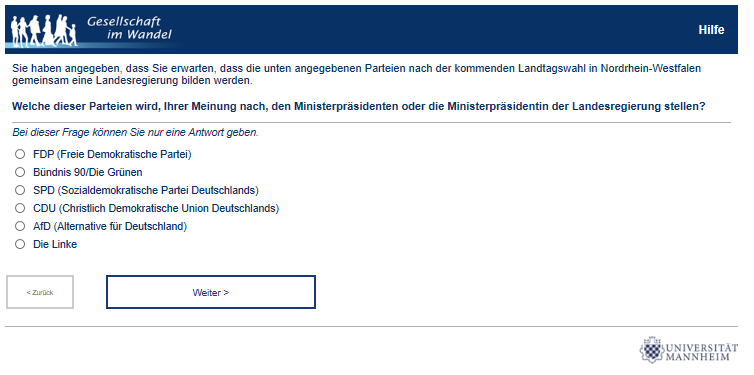 Gesellschaft
im Wandel
Hilfe
Sie haben angegeben, dass Sie erwarten, dass die unten angegebenen Parteien nach der kommenden Landtagswahl in Nordrhein-Westfalen
gemeinsam eine Landesregierung bilden werden.
Welche dieser Parteien wird, Ihrer Meinung nach, den Ministerpräsidenten oder die Ministerpräsidentin der Landesregierung stellen?
Bei dieser Frage können Sie nur eine Antwort geben.
FDP (Freie Demokratische Partei)
Bündnis 90/Die Grünen
SPD (Sozialdemokratische Partei Deutschlands)
CDU (Christlich Demokratische Union Deutschlands)
AfD (Alternative für Deutschland)
Die Linke
< Zurück
Weiter >
UNIVERSITÄT
MANNHEIM